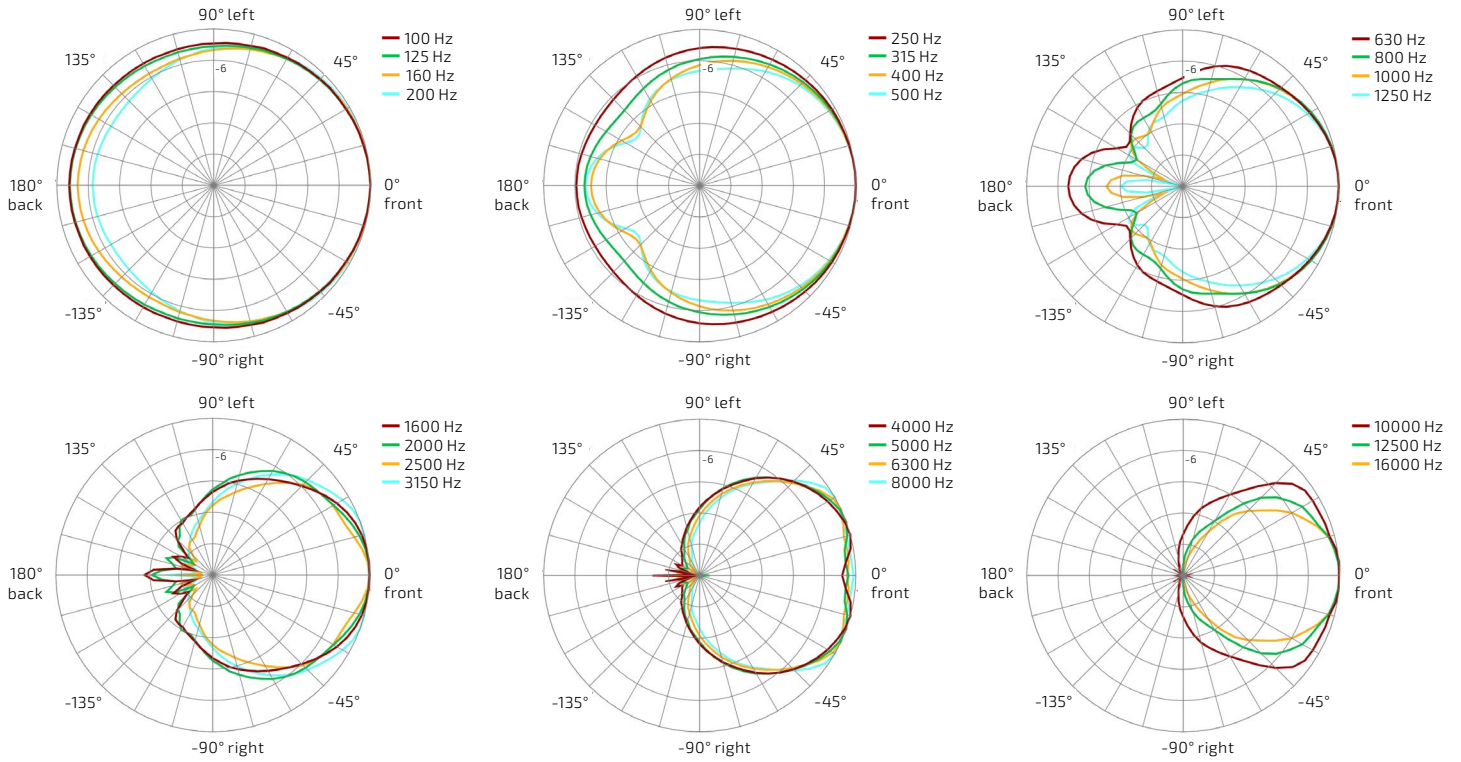 90° left
135°
45°
-6
180°
back
0°
front
-135°
-45°
-90° right
100 Hz
125 Hz
160 Hz
200 Hz
90° left
135°
45°
-6
180°
back
0°
front
-135°
-45°
-90° right
250 Hz
315 Hz
400 Hz
500 Hz
90° left
135°
45°
-6
180°
back
0°
front
-135°
-45°
-90° right
630 Hz
800 Hz
1000 Hz
1250 Hz
90° left
135°
45°
-6
180°
back
0°
front
-135°
-45°
-90° right
1600 Hz
2000 Hz
2500 Hz
3150 Hz
90° left
135°
45°
-6
180°
back
0°
front
-135°
-45°
-90° right
4000 Hz
5000 Hz
6300 Hz
8000 Hz
90° left
135°
45°
-6
180°
back
0°
front
-135°
-45°
-90° right
10000 Hz
12500 Hz
16000 Hz